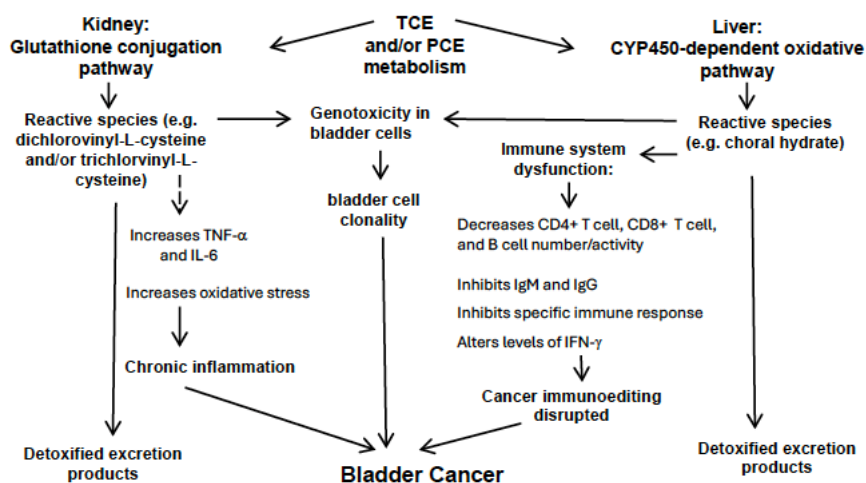 Kidney:
Glutathione conjugation
pathway
TCE
and/or PCE
metabolism
Liver:
CYP450-dependent oxidative
pathway
Reactive species (e.g.
dichlorovinyl-L-cysteine
and/or trichlorvinyl-L-
cysteine)
Genotoxicity in
bladder cells
Reactive species
(e.g. choral hydrate)
Immune system
dysfunction:
bladder cell
clonality
Increases TNF-α
and IL-6
Decreases CD4+ T cell, CD8+ T cell,
and B cell number/activity
Increases oxidative stress
Inhibits IgM and IgG
Inhibits specific immune response
Alters levels of IFN-γ
Chronic inflammation
Cancer immunoediting
disrupted
Detoxified excretion
products
Bladder Cancer
Detoxified excretion
products